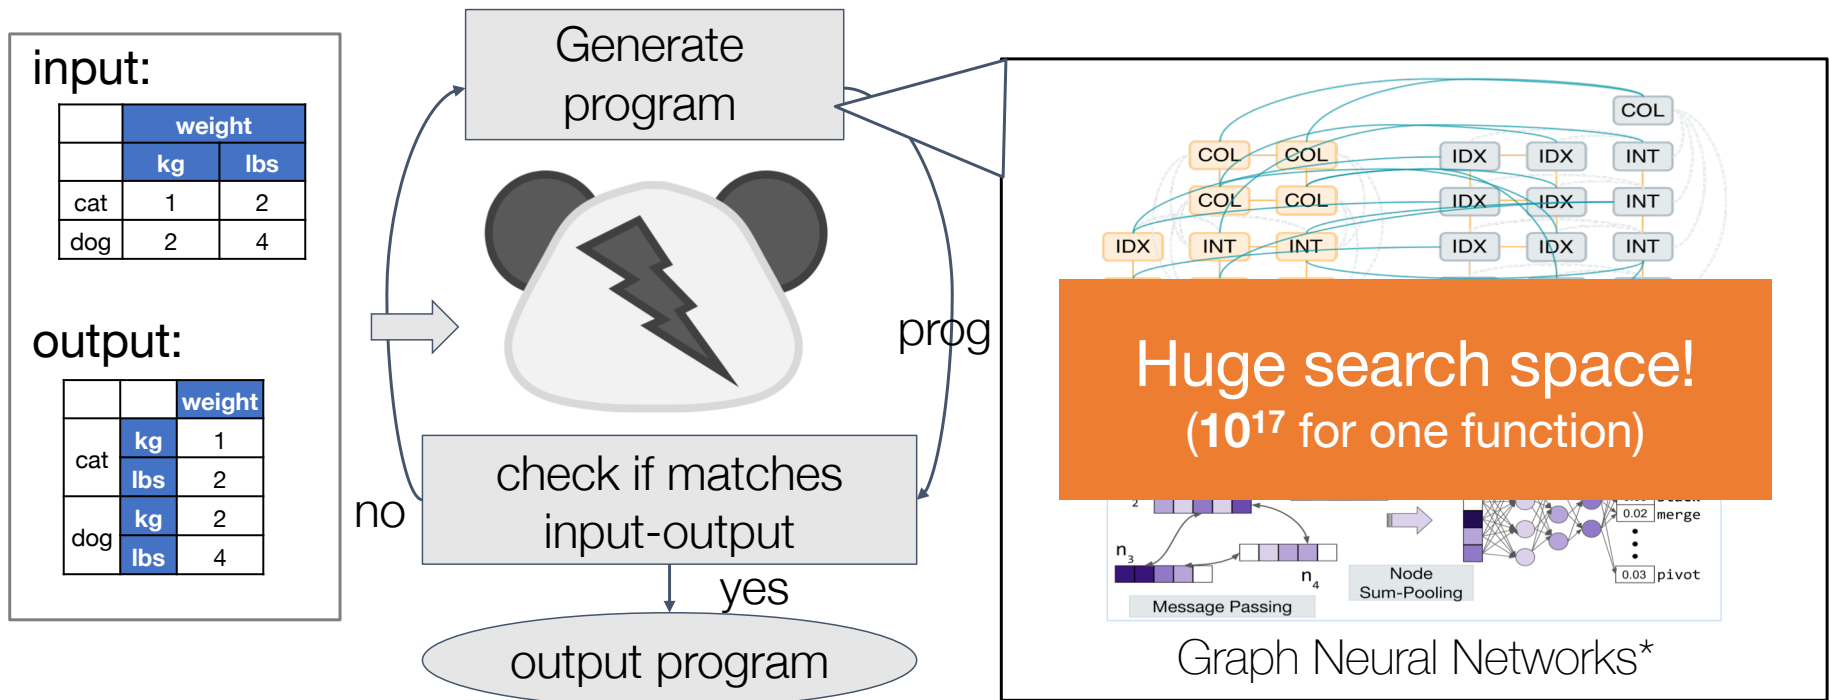 input:
weight
kg lbs
cat 1 2
dog 2 4
output:
weight
cat kg 1
lbs 2
dog kg 2
lbs 4
Generate
program
prog
check if matches
input-output
no
yes
output program
COL
COL COL IDX IDX INT
COL COL IDX IDX INT
IDX INT INT IDX IDX INT
Huge search space!
(10¹⁷ for one function)
2
0.02 merge
n₃
n₄
0.03 pivot
Node
Sum-Pooling
Message Passing
Graph Neural Networks*